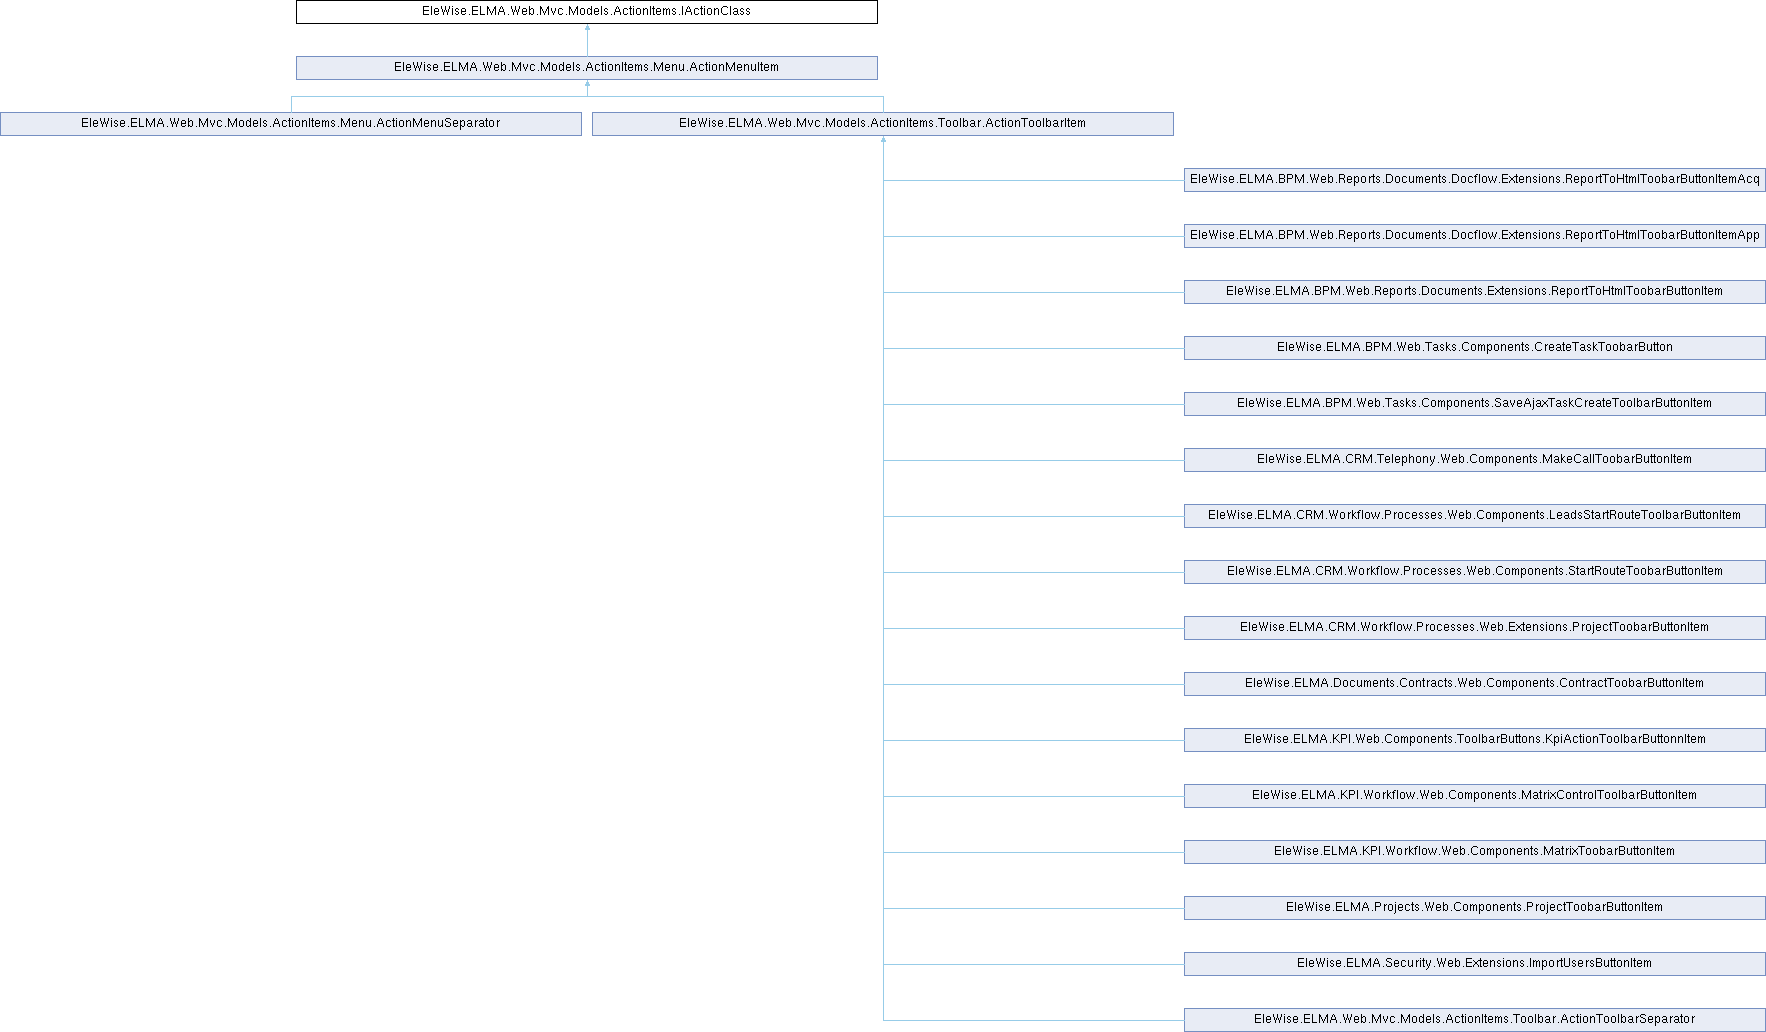 EleWise.ELMA.Web.Mvc.Models.ActionItems.IActionClass
EleWise.ELMA.Web.Mvc.Models.ActionItems.Menu.ActionMenuItem
EleWise.ELMA.Web.Mvc.Models.ActionItems.Menu.ActionMenuSeparator
EleWise.ELMA.Web.Mvc.Models.ActionItems.Toolbar.ActionToolbarItem
EleWise.ELMA.BPM.Web.Reports.Documents.Docflow.Extensions.ReportToHtmlToobarButtonItemAcq
EleWise.ELMA.BPM.Web.Reports.Documents.Docflow.Extensions.ReportToHtmlToobarButtonItemApp
EleWise.ELMA.BPM.Web.Reports.Documents.Extensions.ReportToHtmlToobarButtonItem
EleWise.ELMA.BPM.Web.Tasks.Components.CreateTaskToobarButton
EleWise.ELMA.BPM.Web.Tasks.Components.SaveAjaxTaskCreateToolbarButtonItem
EleWise.ELMA.CRM.Telephony.Web.Components.MakeCallToobarButtonItem
EleWise.ELMA.CRM.Workflow.Processes.Web.Components.LeadsStartRouteToolbarButtonItem
EleWise.ELMA.CRM.Workflow.Processes.Web.Components.StartRouteToobarButtonItem
EleWise.ELMA.CRM.Workflow.Processes.Web.Extensions.ProjectToobarButtonItem
EleWise.ELMA.Documents.Contracts.Web.Components.ContractToobarButtonItem
EleWise.ELMA.KPI.Web.Components.ToolbarButtons.KpiActionToolbarButtonnItem
EleWise.ELMA.KPI.Workflow.Web.Components.MatrixControlToolbarButtonItem
EleWise.ELMA.KPI.Workflow.Web.Components.MatrixToobarButtonItem
EleWise.ELMA.Projects.Web.Components.ProjectToobarButtonItem
EleWise.ELMA.Security.Web.Extensions.ImportUsersButtonItem
EleWise.ELMA.Web.Mvc.Models.ActionItems.Toolbar.ActionToolbarSeparator